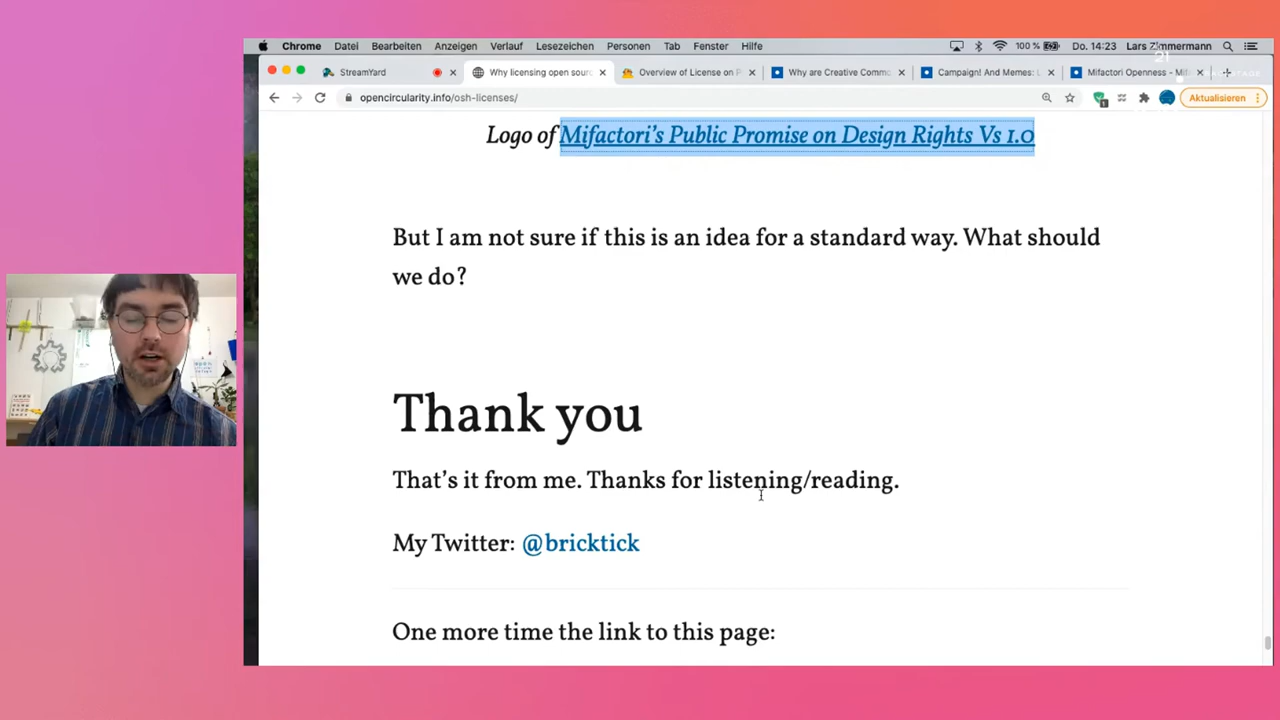 Chrome Datei Bearbeiten Anzeigen Verlauf Lesezeichen Personen Tab Fenster Hilfe 100 % Do. 14:23 Lars Zimmermann
StreamYard Why licensing open sour Overview of License on P Why are Creative Commo Campaign! And Memes: L Mifactori Openness - Mif
opencircularity.info/osh-licenses/ Aktualisieren
Logo of Mifactori's Public Promise on Design Rights Vs 1.0
But I am not sure if this is an idea for a standard way. What should
we do?
Thank you
That's it from me. Thanks for listening/reading.
My Twitter: @bricktick
One more time the link to this page: